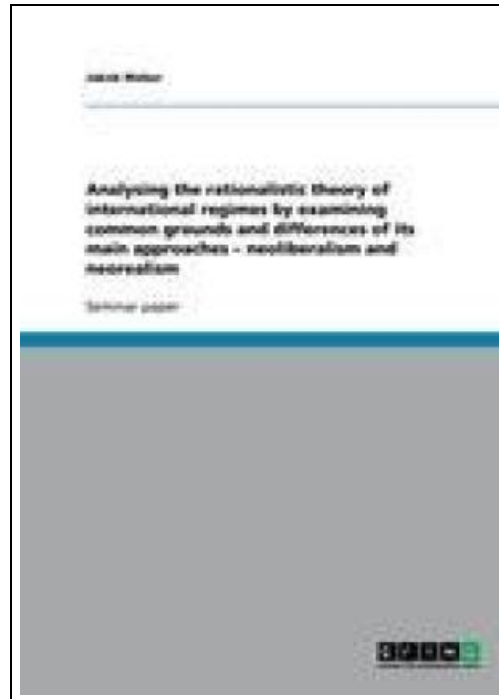 Analysing the rationalistic theory of
international regimes by examining
common grounds and differences of its
main approaches – neoliberalism and
neorealism
Seminar paper